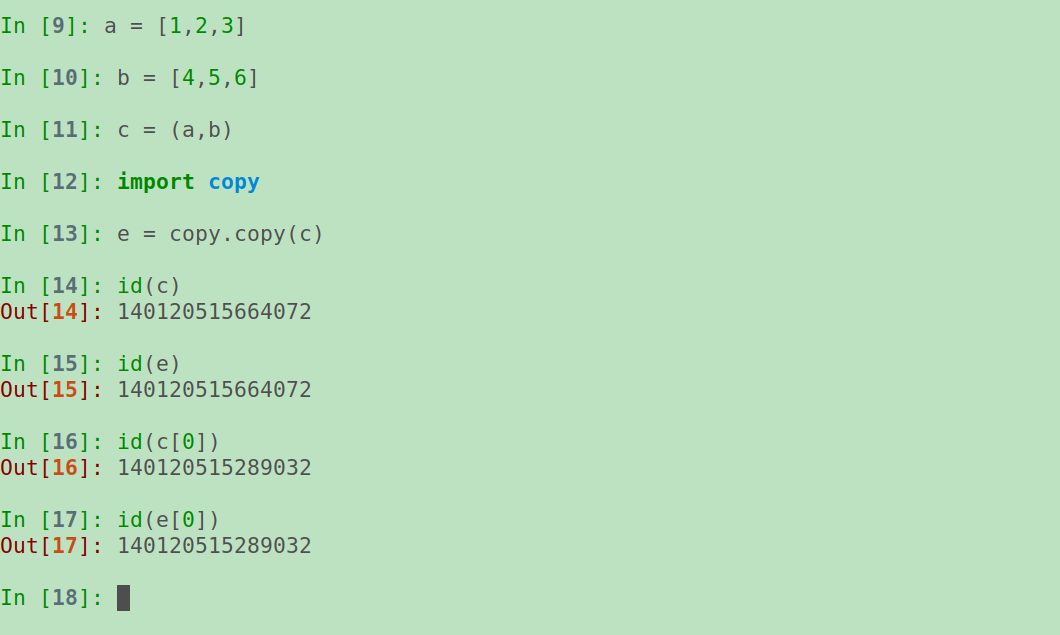 In [9]: a = [1,2,3]
In [10]: b = [4,5,6]
In [11]: c = (a,b)
In [12]: import copy
In [13]: e = copy.copy(c)
In [14]: id(c)
Out[14]: 140120515664072
In [15]: id(e)
Out[15]: 140120515664072
In [16]: id(c[0])
Out[16]: 140120515289032
In [17]: id(e[0])
Out[17]: 140120515289032
In [18]: